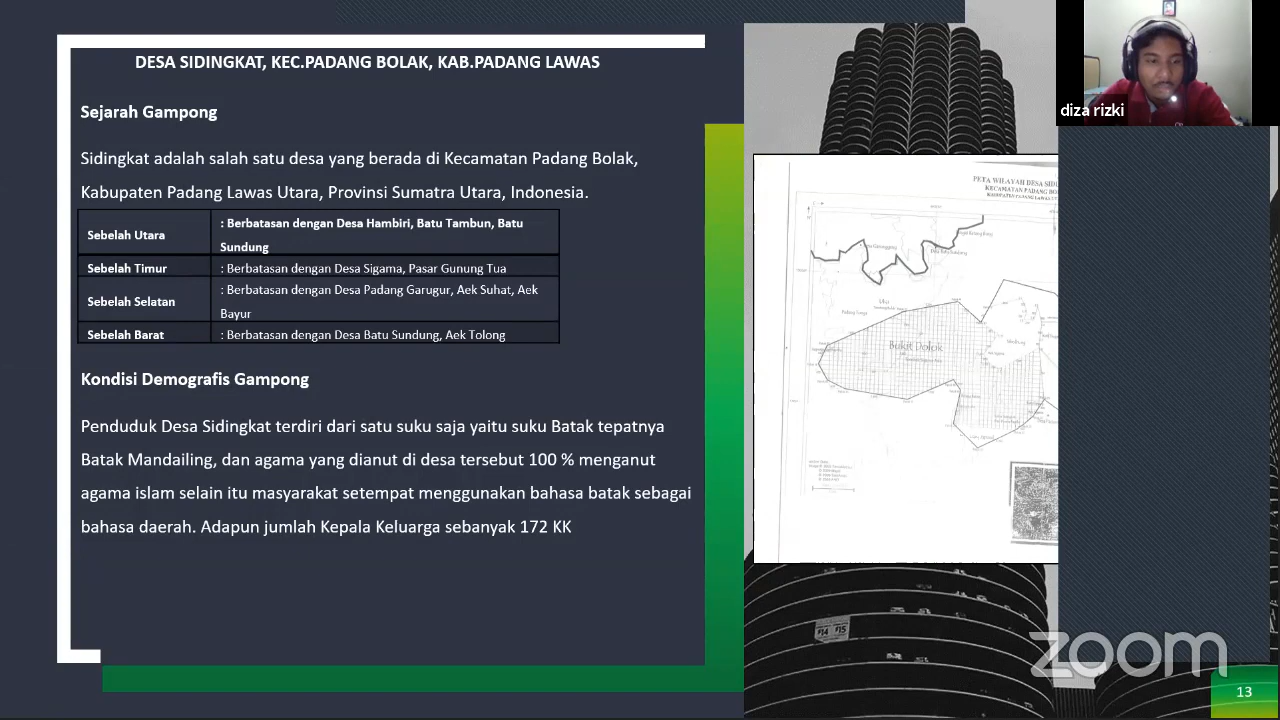 DESA SIDINGKAT, KEC.PADANG BOLAK, KAB.PADANG LAWAS
Sejarah Gampong
Sidingkat adalah salah satu desa yang berada di Kecamatan Padang Bolak,
Kabupaten Padang Lawas Utara, Provinsi Sumatra Utara, Indonesia.
Sebelah Utara : Berbatasan dengan Desa Hambiri, Batu Tambun, Batu
Sundung
Sebelah Timur : Berbatasan dengan Desa Sigama, Pasar Gunung Tua
Sebelah Selatan : Berbatasan dengan Desa Padang Garugur, Aek Suhat, Aek
Bayur
Sebelah Barat : Berbatasan dengan Desa Batu Sundung, Aek Tolong
Kondisi Demografis Gampong
Penduduk Desa Sidingkat terdiri dari satu suku saja yaitu suku Batak tepatnya
Batak Mandailing, dan agama yang dianut di desa tersebut 100 % menganut
agama islam selain itu masyarakat setempat menggunakan bahasa batak sebagai
bahasa daerah. Adapun jumlah Kepala Keluarga sebanyak 172 KK
PETA WILAYAH DESA
KECAMATAN PADANG
Bukit Dolok
diza rizki
zoom
13